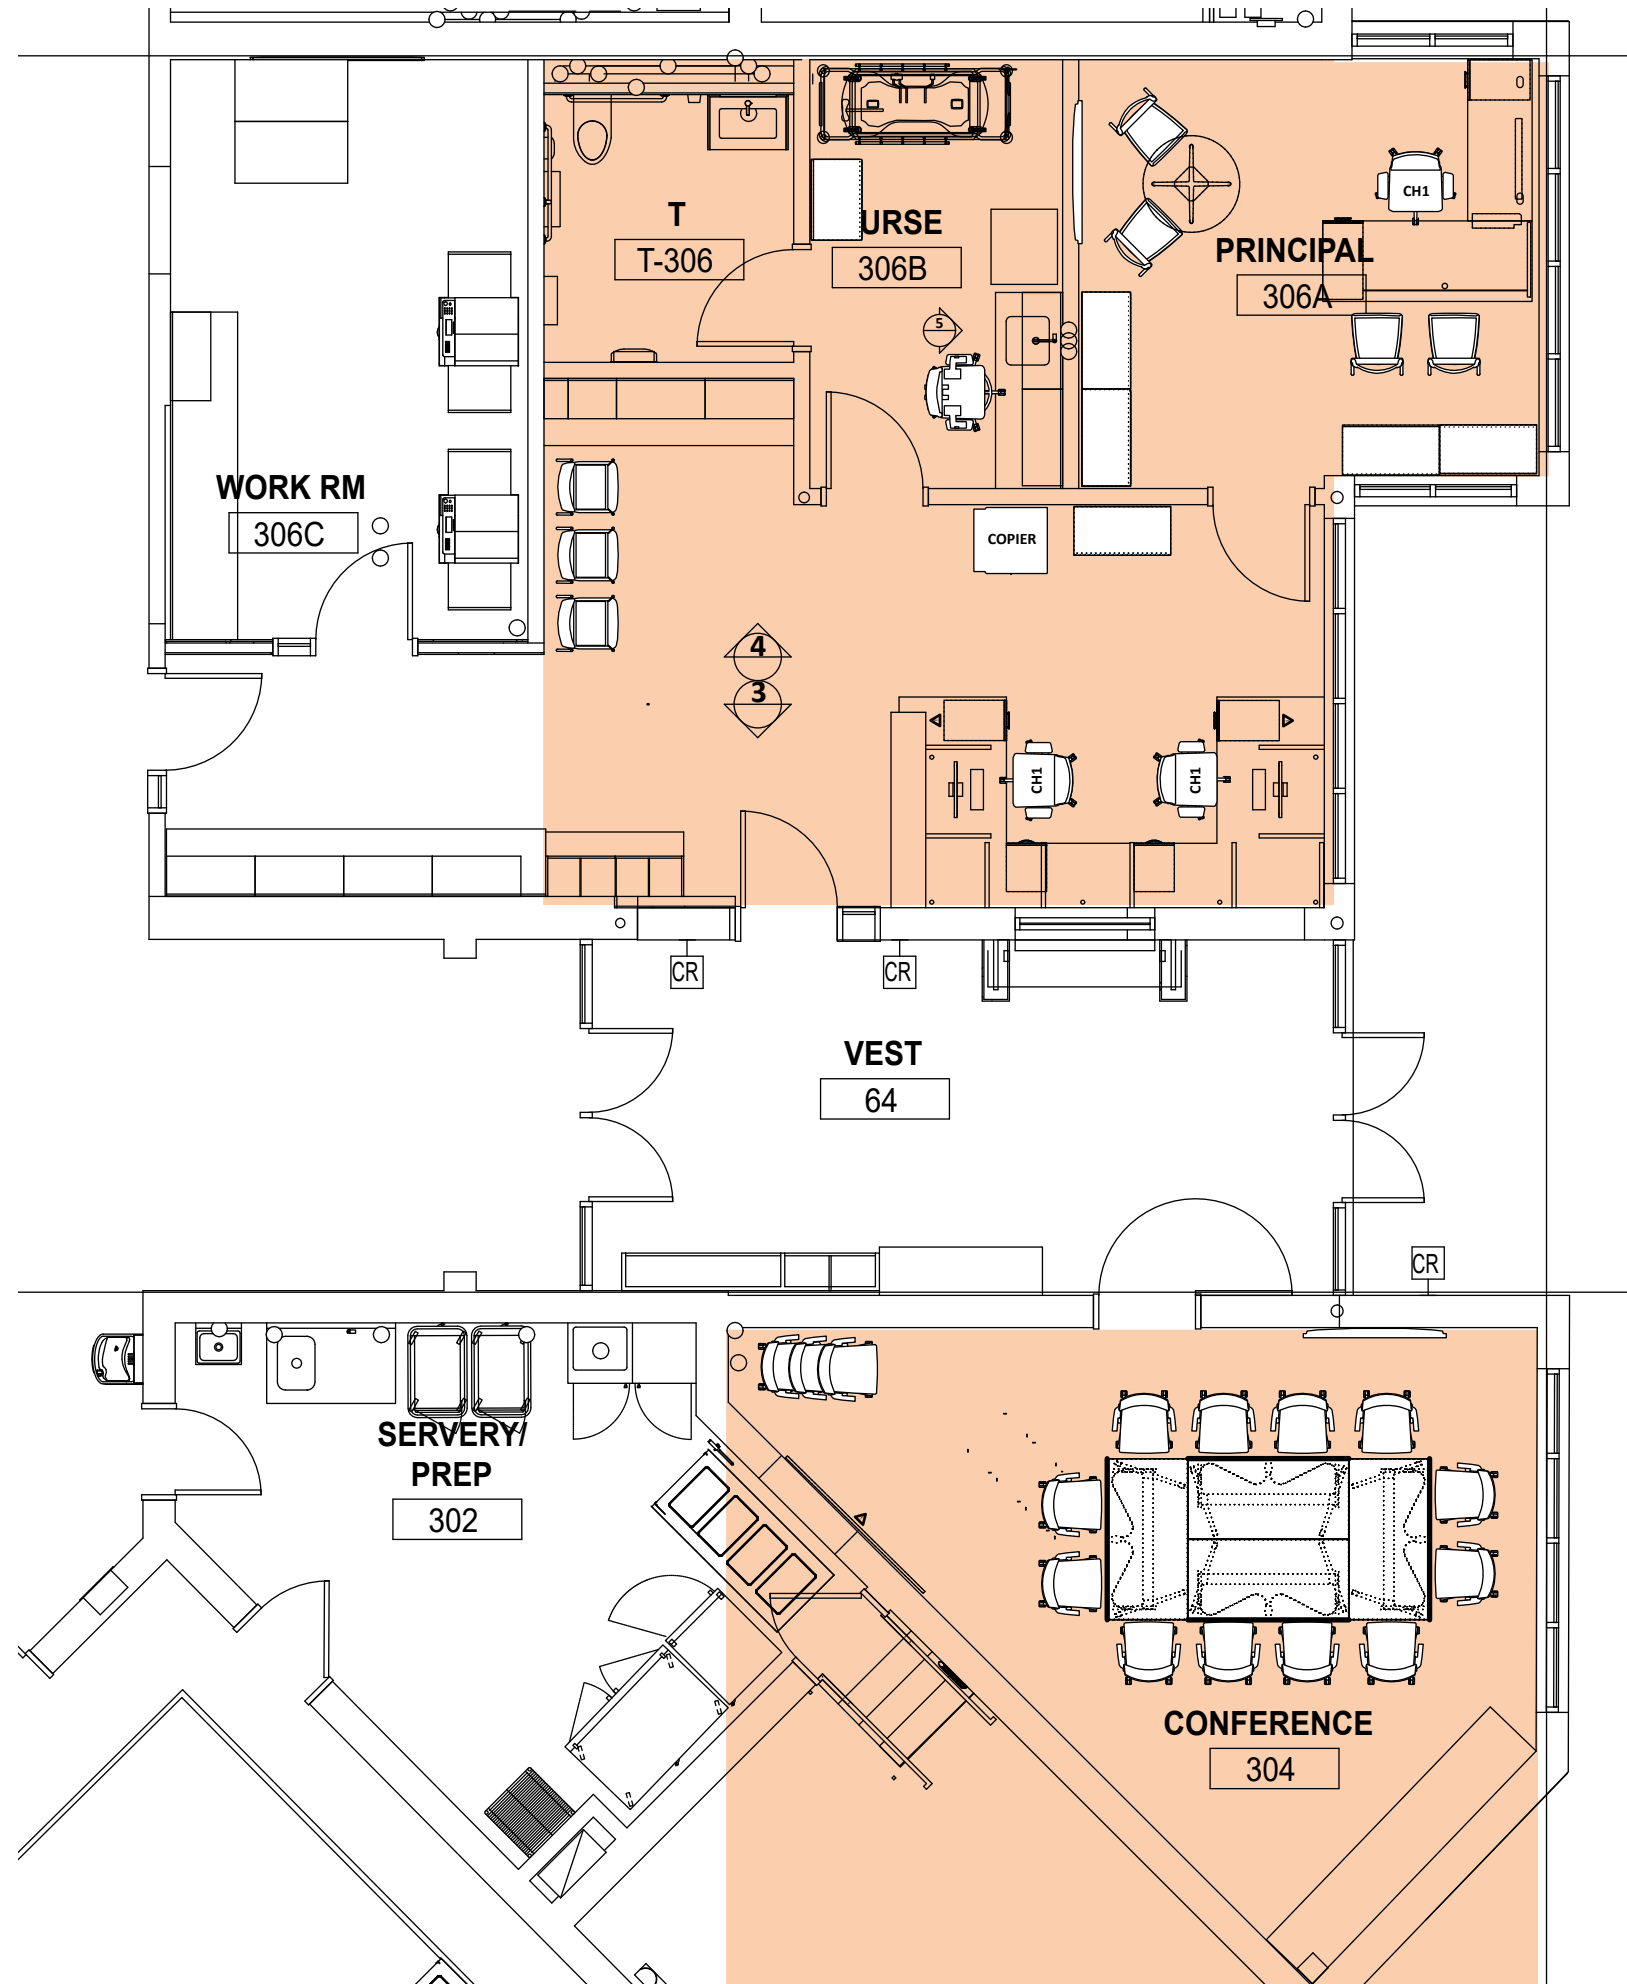 T
T-306
URSE
306B
CH1
PRINCIPAL
306A
5
WORK RM
306C
COPIER
4
3
CH1
CH1
CR
CR
VEST
64
CR
SERVERY/
PREP
302
CONFERENCE
304